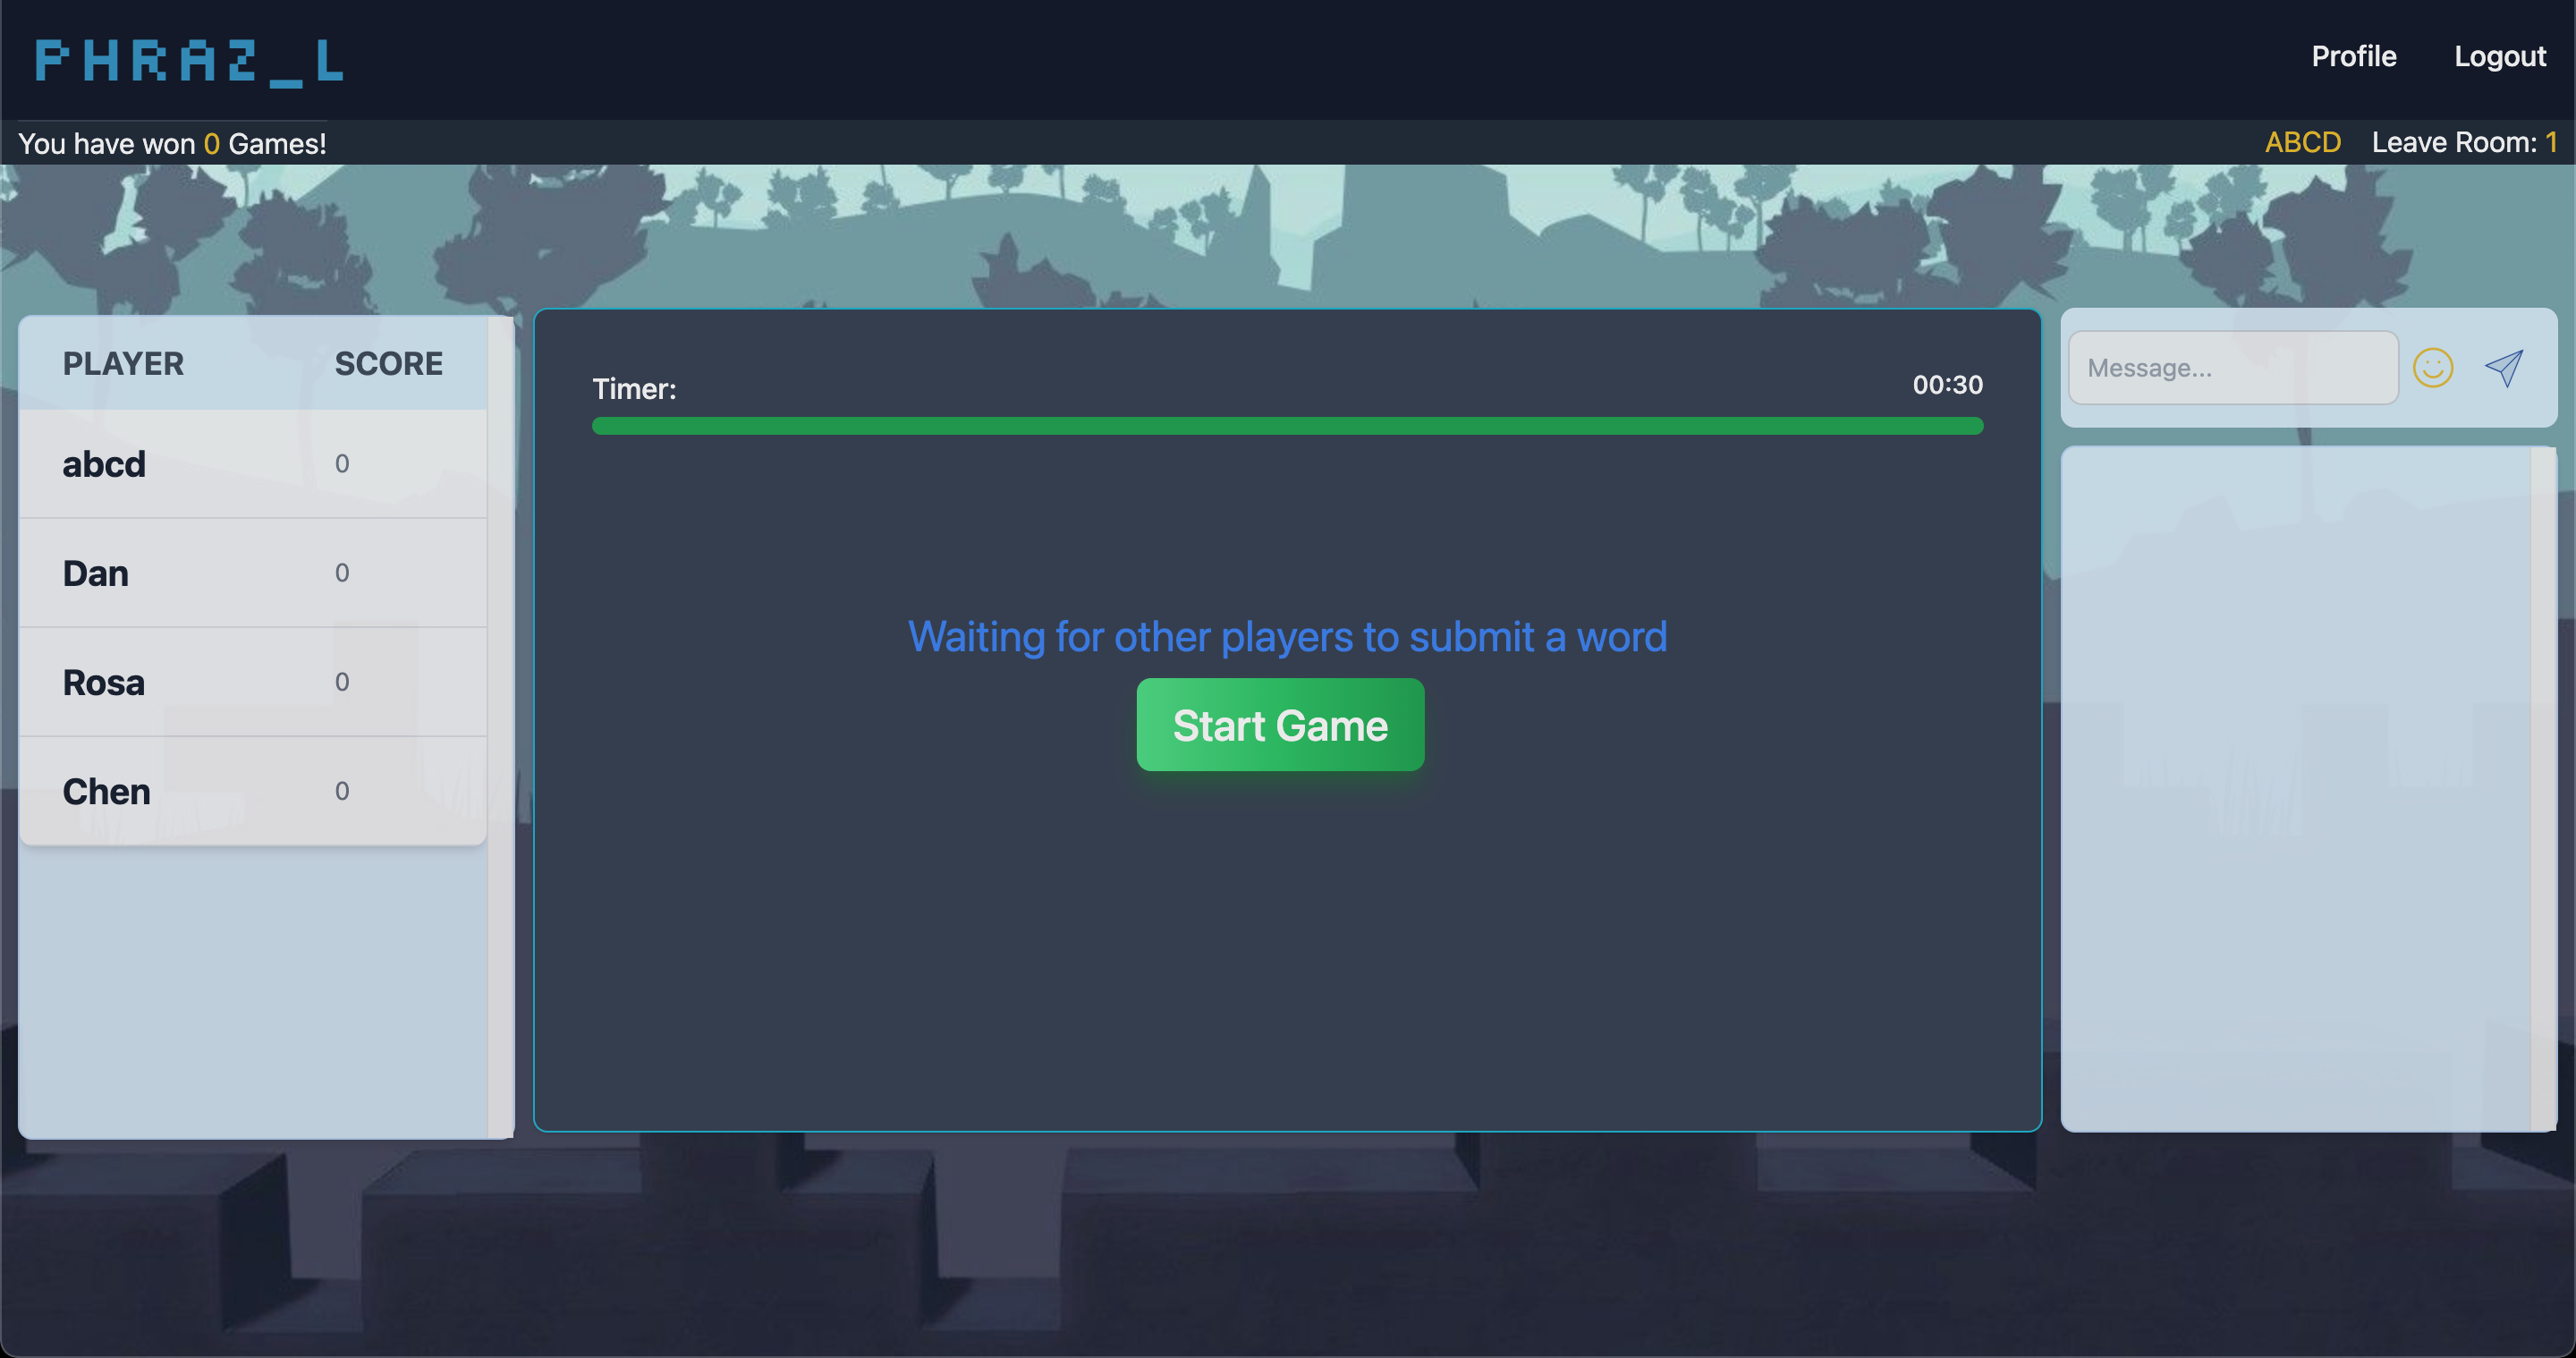 PHRAZ_L
Profile
Logout
You have won 0 Games!
ABCD
Leave Room: 1
PLAYER SCORE
abcd 0
Dan 0
Rosa 0
Chen 0
Timer: 00:30
Waiting for other players to submit a word
Start Game
Message...